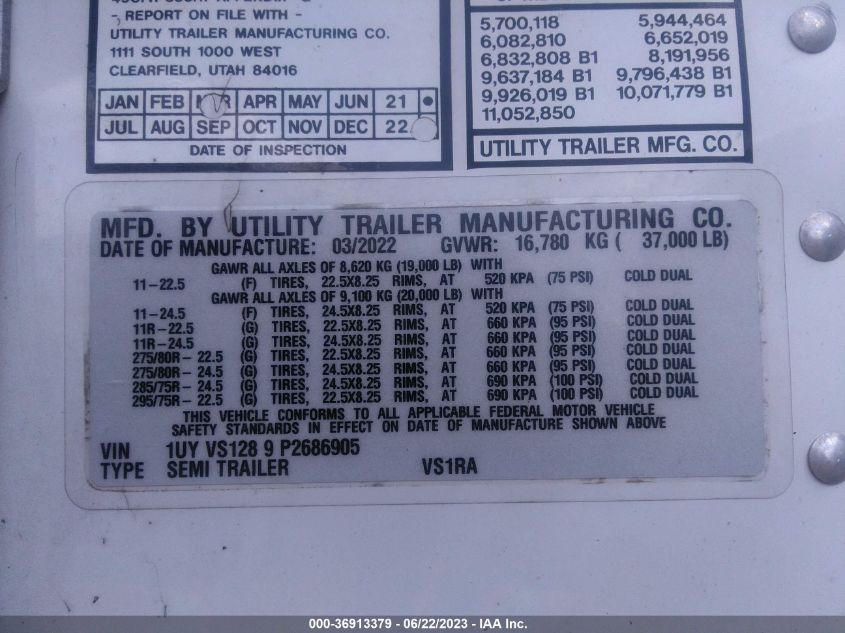 - REPORT ON FILE WITH -
UTILITY TRAILER MANUFACTURING CO.
1111 SOUTH 1000 WEST
CLEARFIELD, UTAH 84016
JAN FEB APR MAY JUN 21
JUL AUG SEP OCT NOV DEC 22
DATE OF INSPECTION
5,700,118 5,944,464
6,082,810 6,652,019
6,832,808 B1 8,191,956
9,637,184 B1 9,796,438 B1
9,926,019 B1 10,071,779 B1
11,052,850
UTILITY TRAILER MFG. CO.
MFD. BY UTILITY TRAILER MANUFACTURING CO.
DATE OF MANUFACTURE: 03/2022 GVWR: 16,780 KG ( 37,000 LB)
GAWR ALL AXLES OF 8,620 KG (19,000 LB) WITH
11-22.5 (F) TIRES, 22.5X8.25 RIMS, AT 520 KPA (75 PSI) COLD DUAL
GAWR ALL AXLES OF 9,100 KG (20,000 LB) WITH
11-24.5 (F) TIRES, 24.5X8.25 RIMS, AT 520 KPA (75 PSI) COLD DUAL
11R-22.5 (G) TIRES, 22.5X8.25 RIMS, AT 660 KPA (95 PSI) COLD DUAL
11R-24.5 (G) TIRES, 24.5X8.25 RIMS, AT 660 KPA (95 PSI) COLD DUAL
275/80R- 22.5 (G) TIRES, 22.5X8.25 RIMS, AT 660 KPA (95 PSI) COLD DUAL
275/80R- 24.5 (G) TIRES, 24.5X8.25 RIMS, AT 660 KPA (95 PSI) COLD DUAL
285/75R- 24.5 (G) TIRES, 24.5X8.25 RIMS, AT 690 KPA (100 PSI) COLD DUAL
295/75R- 22.5 (G) TIRES, 22.5X8.25 RIMS, AT 690 KPA (100 PSI) COLD DUAL
THIS VEHICLE CONFORMS TO ALL APPLICABLE FEDERAL MOTOR VEHICLE
SAFETY STANDARDS IN EFFECT ON DATE OF MANUFACTURE SHOWN ABOVE
VIN 1UY VS128 9 P2686905
TYPE SEMI TRAILER VS1RA
000-36913379 - 06/22/2023 - IAA Inc.